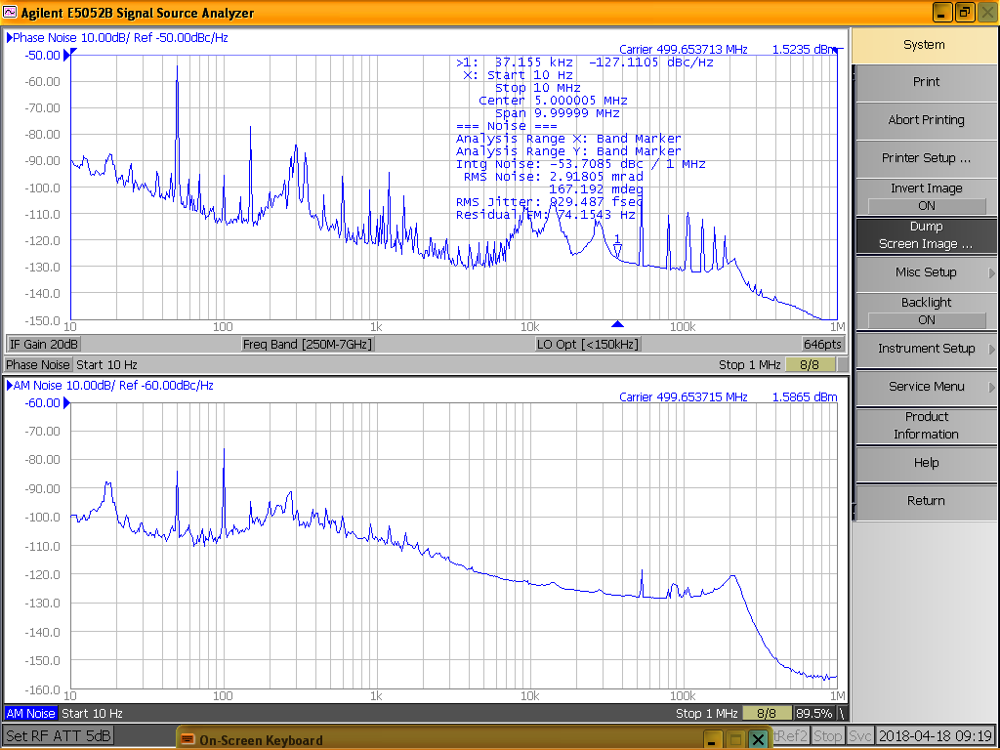 Agilent E5052B Signal Source Analyzer
Phase Noise 10.00dB/ Ref -50.00dBc/Hz
Carrier 499.653713 MHz 1.5235 dBm
-50.00
-60.00
-70.00
-80.00
-90.00
-100.0
-110.0
-120.0
-130.0
-140.0
-150.0
>1: 37.155 kHz -127.1105 dBc/Hz
X: Start 10 Hz
Stop 10 MHz
Center 5.000005 MHz
Span 9.99999 MHz
=== Noise ===
Analysis Range X: Band Marker
Analysis Range Y: Band Marker
Intg Noise: -53.7085 dBc / 1 MHz
RMS Noise: 2.91805 mrad
167.192 mdeg
RMS Jitter: 929.487 fsec
Residual FM: 74.1543 Hz
1
10 100 1k 10k 100k 1M
IF Gain 20dB Freq Band [250M-7GHz] LO Opt [<150kHz] 646pts
Phase Noise Start 10 Hz Stop 1 MHz 8/8
AM Noise 10.00dB/ Ref -60.00dBc/Hz
Carrier 499.653715 MHz 1.5865 dBm
-60.00
-70.00
-80.00
-90.00
-100.0
-110.0
-120.0
-130.0
-140.0
-150.0
-160.0
10 100 1k 10k 100k 1M
AM Noise Start 10 Hz Stop 1 MHz 8/8 89.5% \
Set RF ATT 5dB On-Screen Keyboard Stop Svc 2018-04-18 09:19
System
Print
Abort Printing
Printer Setup ...
Invert Image
ON
Dump
Screen Image ...
Misc Setup
Backlight
ON
Instrument Setup
Service Menu
Product
Information
Help
Return